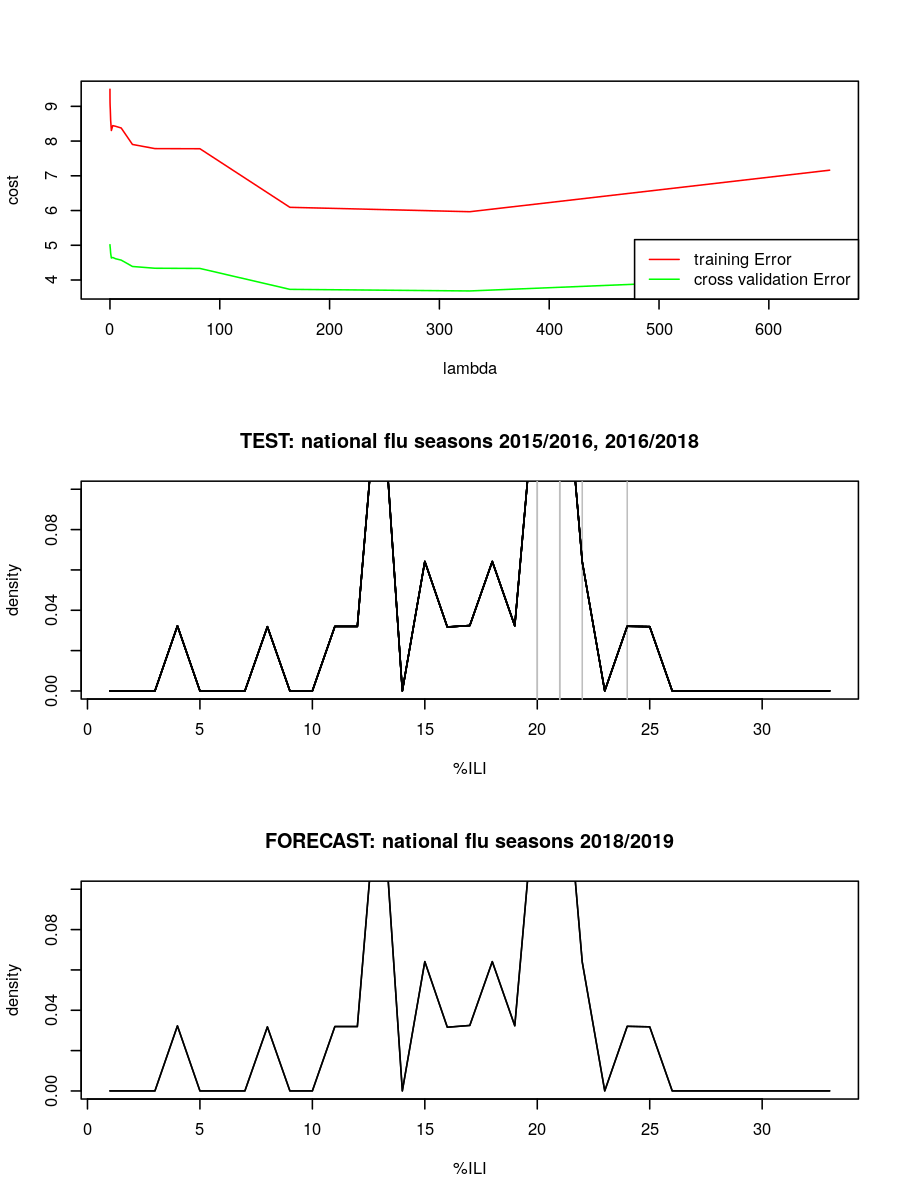 9
8
7
6
5
4
cost
training Error
cross validation Error
0 100 200 300 400 500 600
lambda
TEST: national flu seasons 2015/2016, 2016/2018
0.08
0.04
0.00
density
0 5 10 15 20 25 30
%ILI
FORECAST: national flu seasons 2018/2019
0.08
0.04
0.00
density
0 5 10 15 20 25 30
%ILI